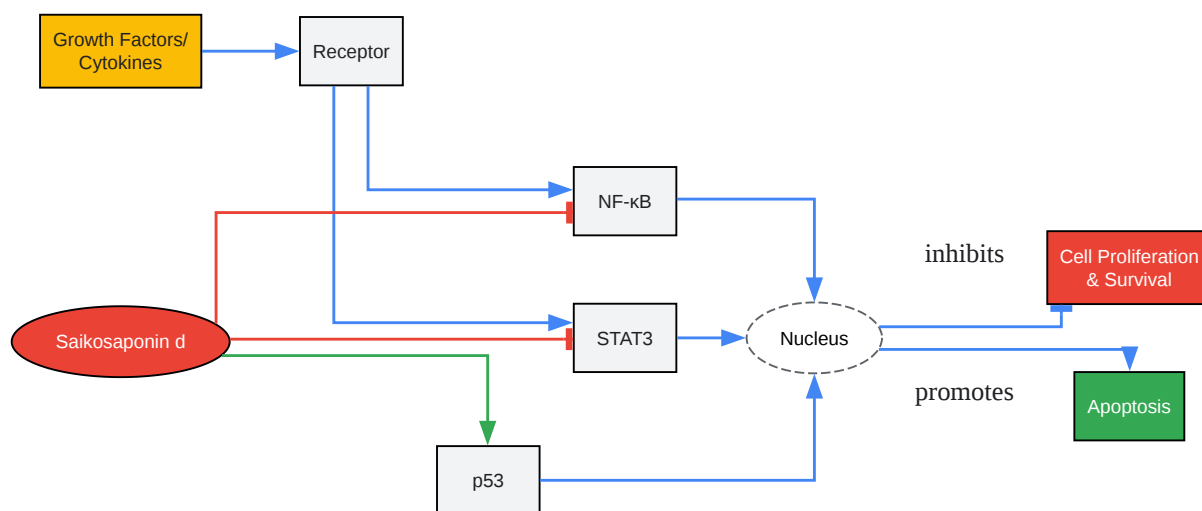 Growth Factors/
Cytokines
Receptor
NF-κB
inhibits
Cell Proliferation
& Survival
Saikosaponin d
STAT3
Nucleus
promotes
Apoptosis
p53